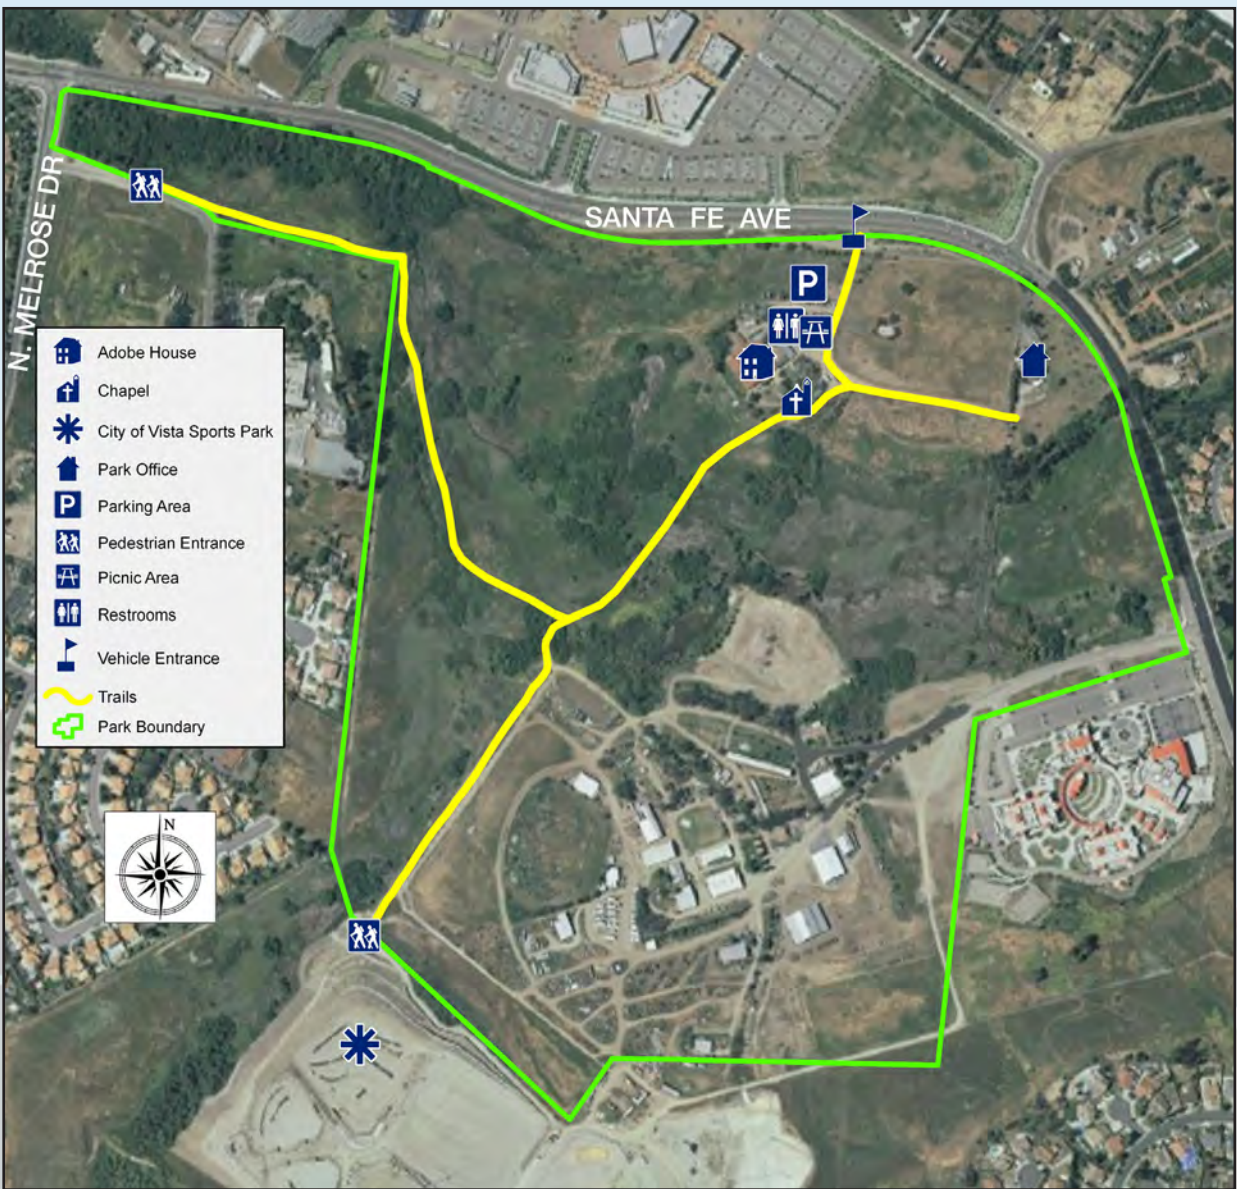 SANTA FE AVE
N. MELROSE DR
P
Adobe House
Chapel
City of Vista Sports Park
Park Office
P Parking Area
Pedestrian Entrance
Picnic Area
Restrooms
Vehicle Entrance
Trails
Park Boundary
N